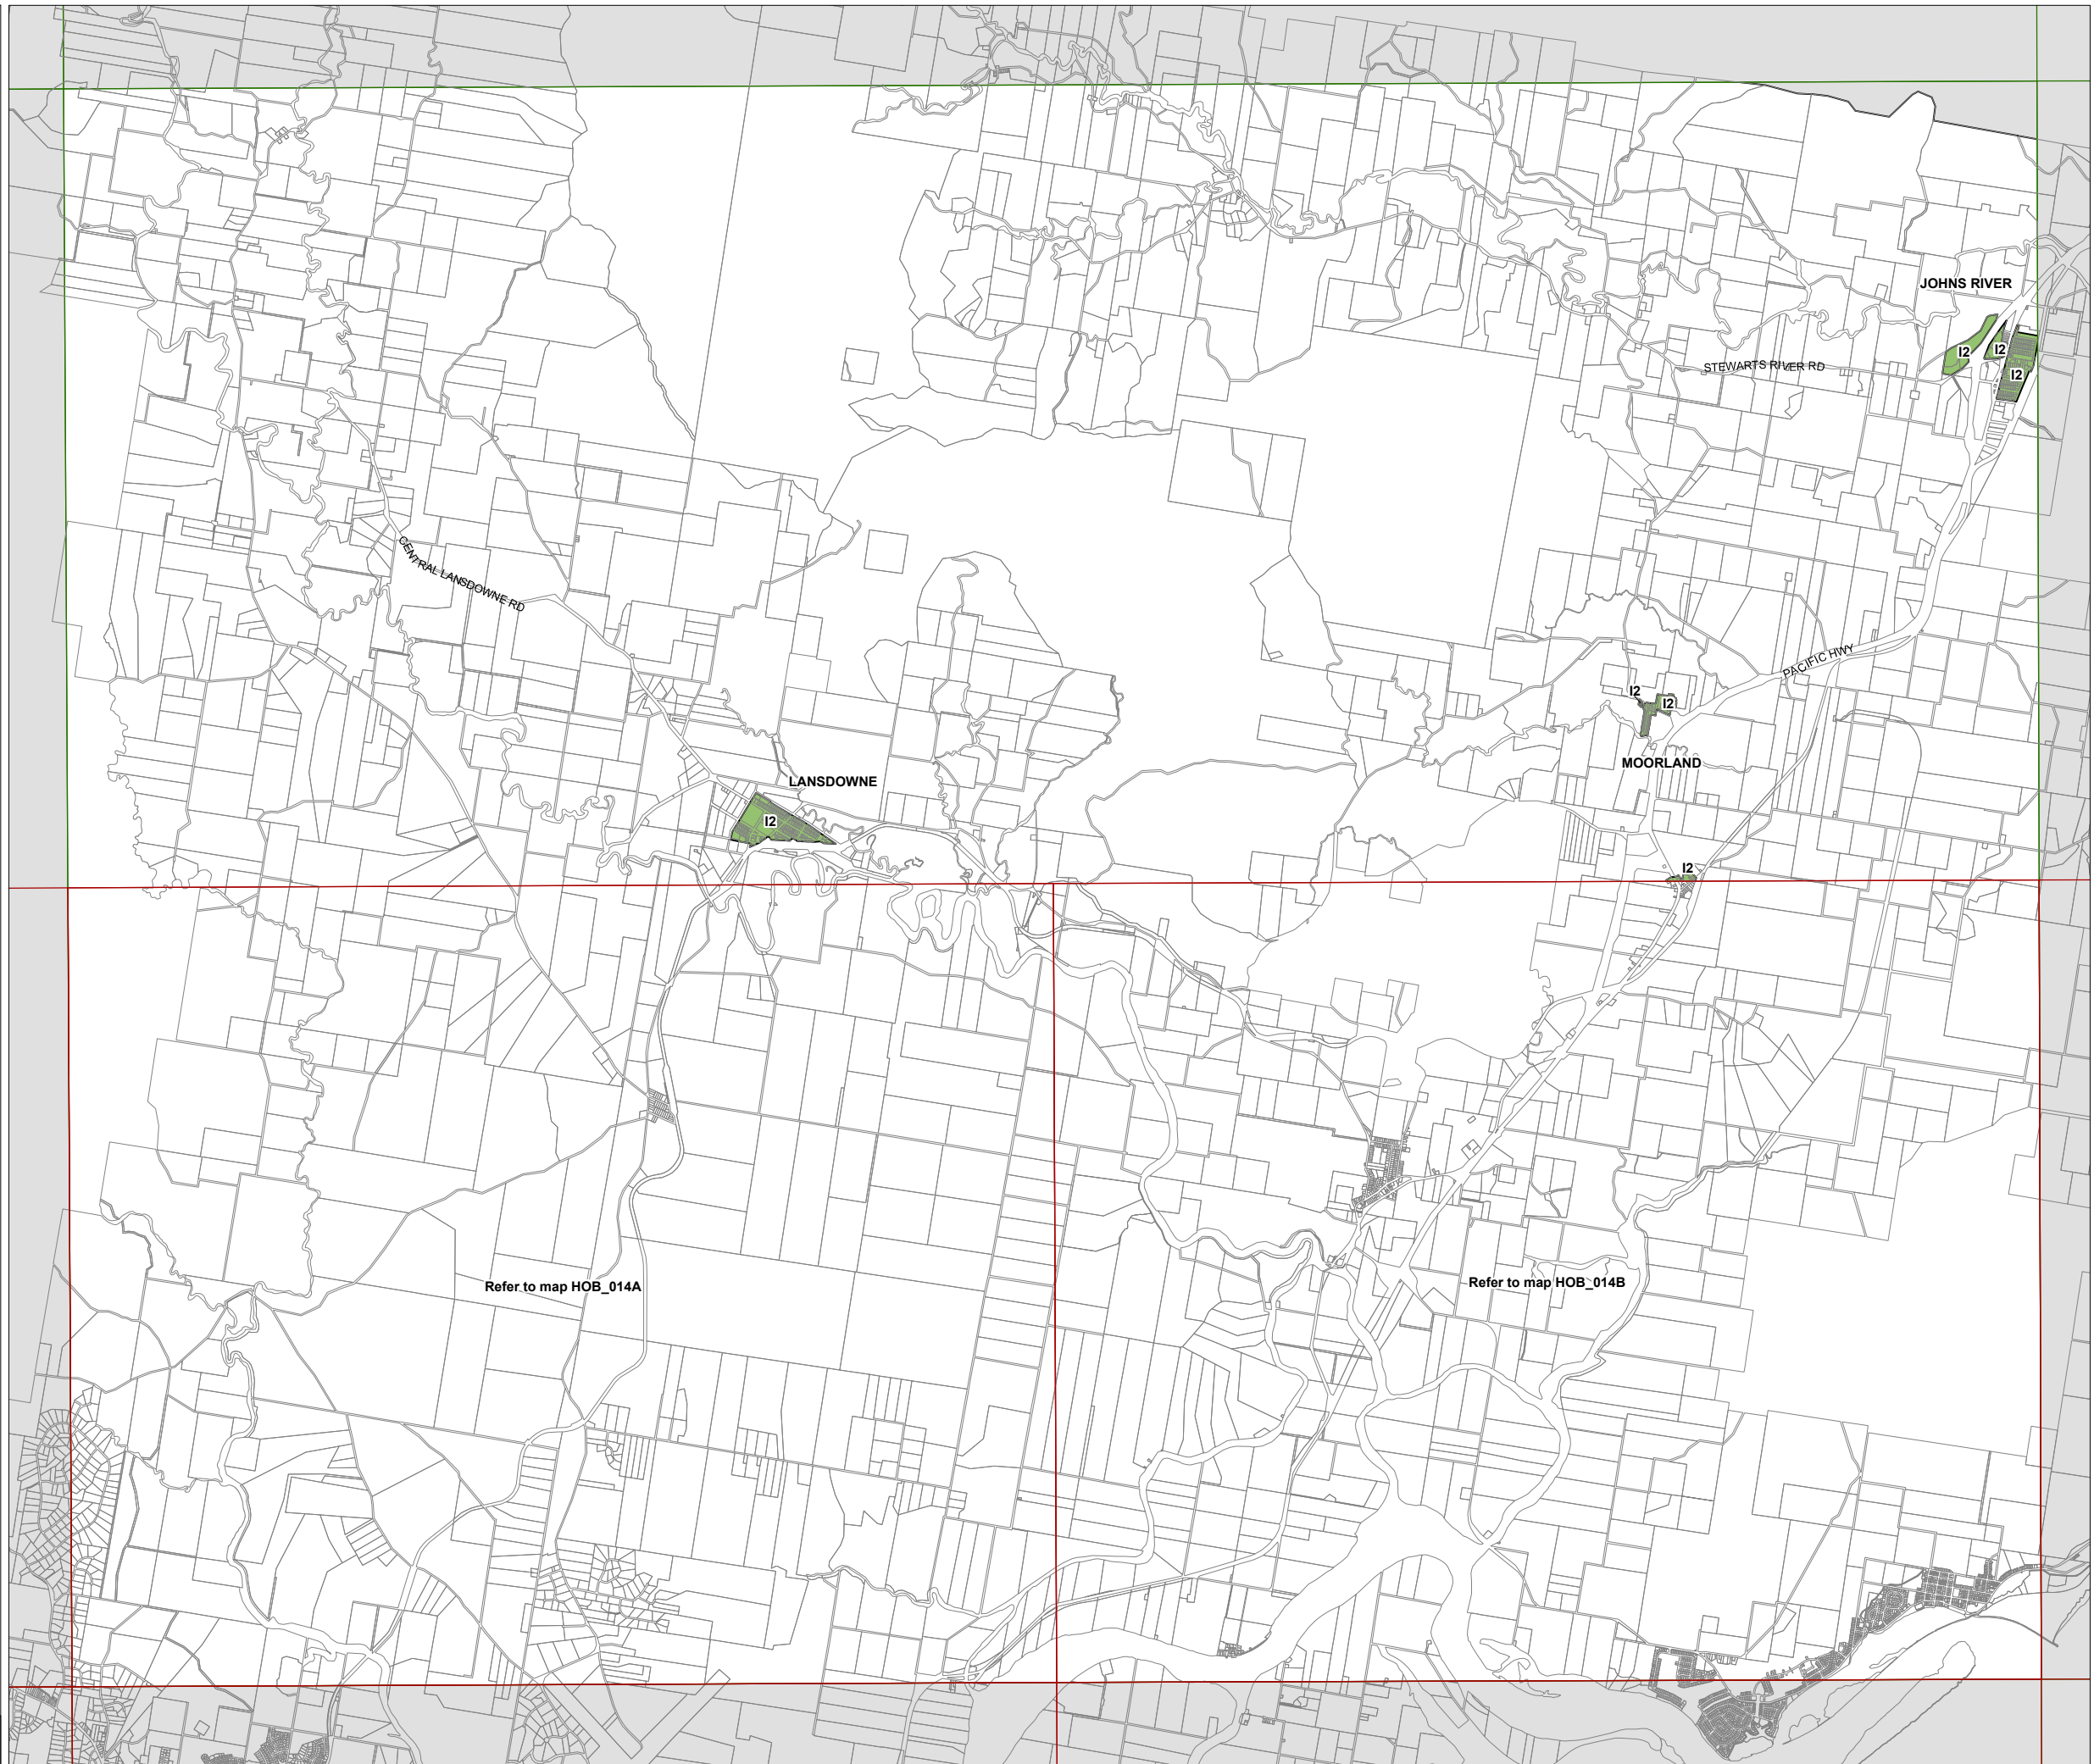 JOHNS RIVER
I2
I2
I2
STEWARTS RIVER RD
CENTRAL LANSDOWNE RD
PACIFIC HWY
I2
I2
MOORLAND
LANSDOWNE
I2
I2
Refer to map HOB_014A
Refer to map HOB_014B